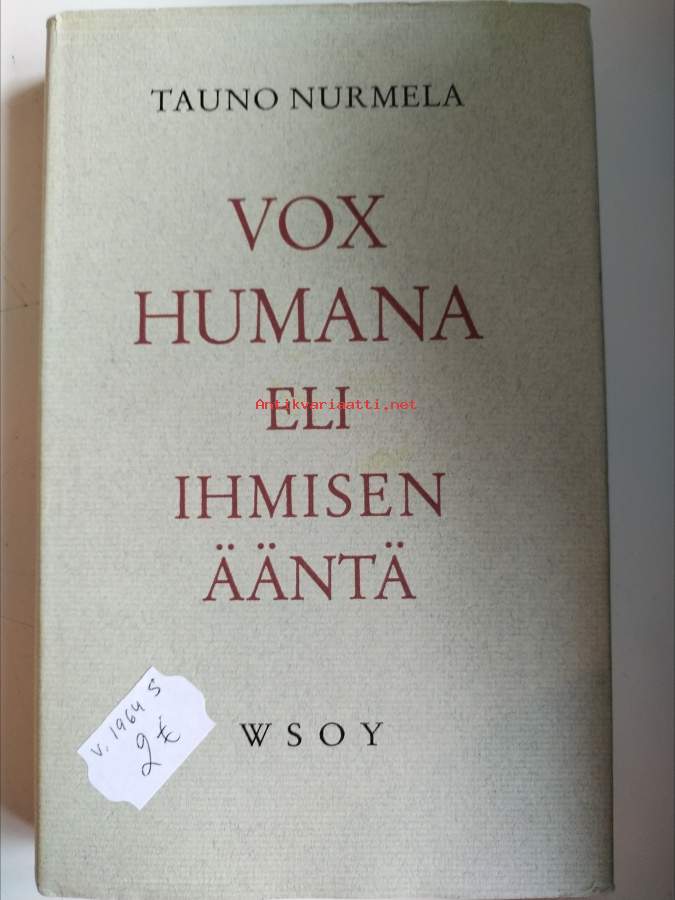 TAUNO NURMELA
VOX
HUMANA
ELI
Antikvariaatti.net
IHMISEN
ÄÄNTÄ
v. 1964 S
2 €
WSOY